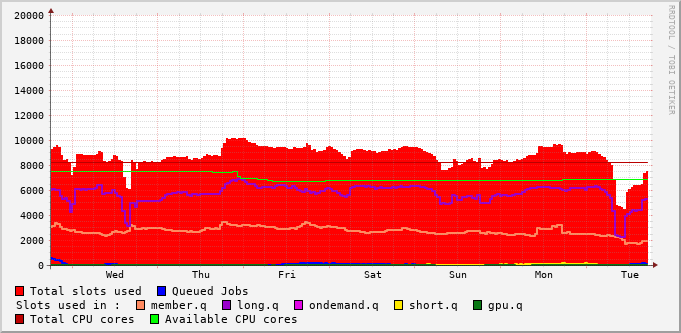 20000
18000
16000
14000
12000
10000
8000
6000
4000
2000
0
Wed Thu Fri Sat Sun Mon Tue
Total slots used Queued Jobs
Slots used in : member.q long.q ondemand.q short.q gpu.q
Total CPU cores Available CPU cores
RRDTOOL / TOBI OETIKER